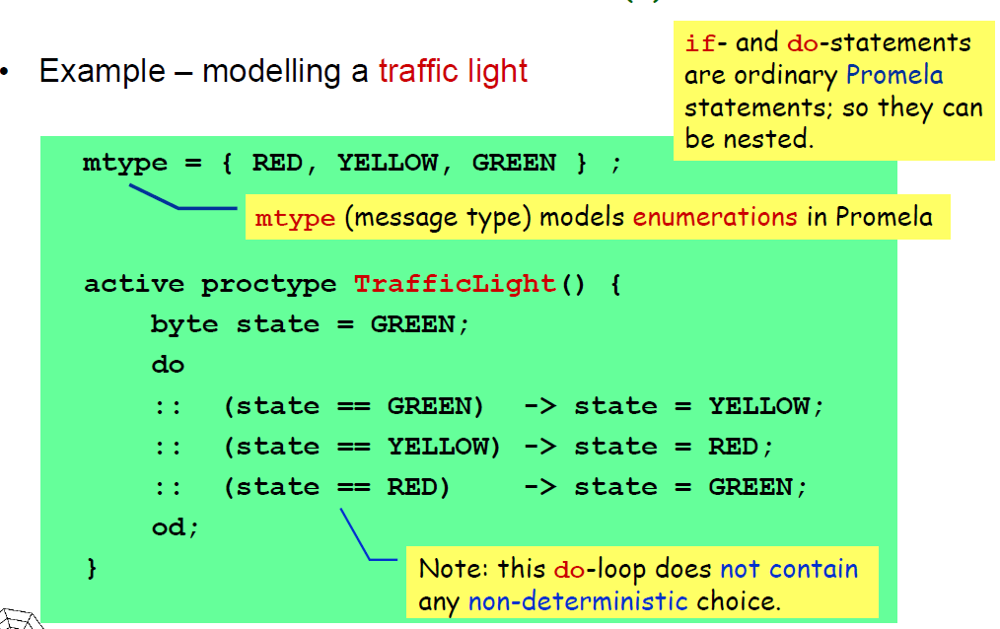 if- and do-statements
are ordinary Promela
statements; so they can
be nested.
• Example – modelling a traffic light
mtype = { RED, YELLOW, GREEN } ;
mtype (message type) models enumerations in Promela
active proctype TrafficLight() {
byte state = GREEN;
do
:: (state == GREEN) -> state = YELLOW;
:: (state == YELLOW) -> state = RED;
:: (state == RED) -> state = GREEN;
od;
}
Note: this do-loop does not contain
any non-deterministic choice.